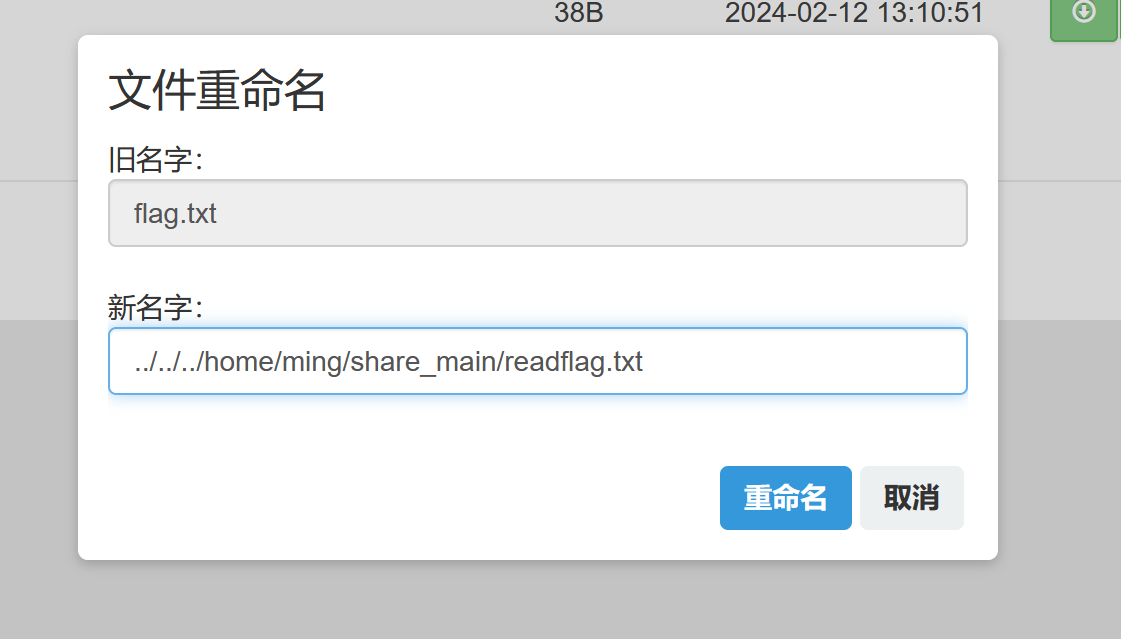 38B 2024-02-12 13:10:51
文件重命名
旧名字：
flag.txt
新名字：
../../../home/ming/share_main/readflag.txt
重命名 取消